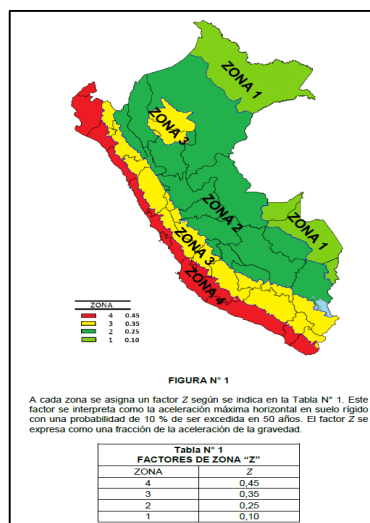 ZONA 1
ZONA 3
ZONA 2
ZONA 1
ZONA 3
ZONA 4
ZONA
4 0.45
3 0.35
2 0.25
1 0.10
FIGURA N° 1
A cada zona se asigna un factor Z según se indica en la Tabla N° 1. Este
factor se interpreta como la aceleración máxima horizontal en suelo rígido
con una probabilidad de 10 % de ser excedida en 50 años. El factor Z se
expresa como una fracción de la aceleración de la gravedad.
Tabla N° 1
FACTORES DE ZONA "Z"
ZONA Z
4 0,45
3 0,35
2 0,25
1 0,10